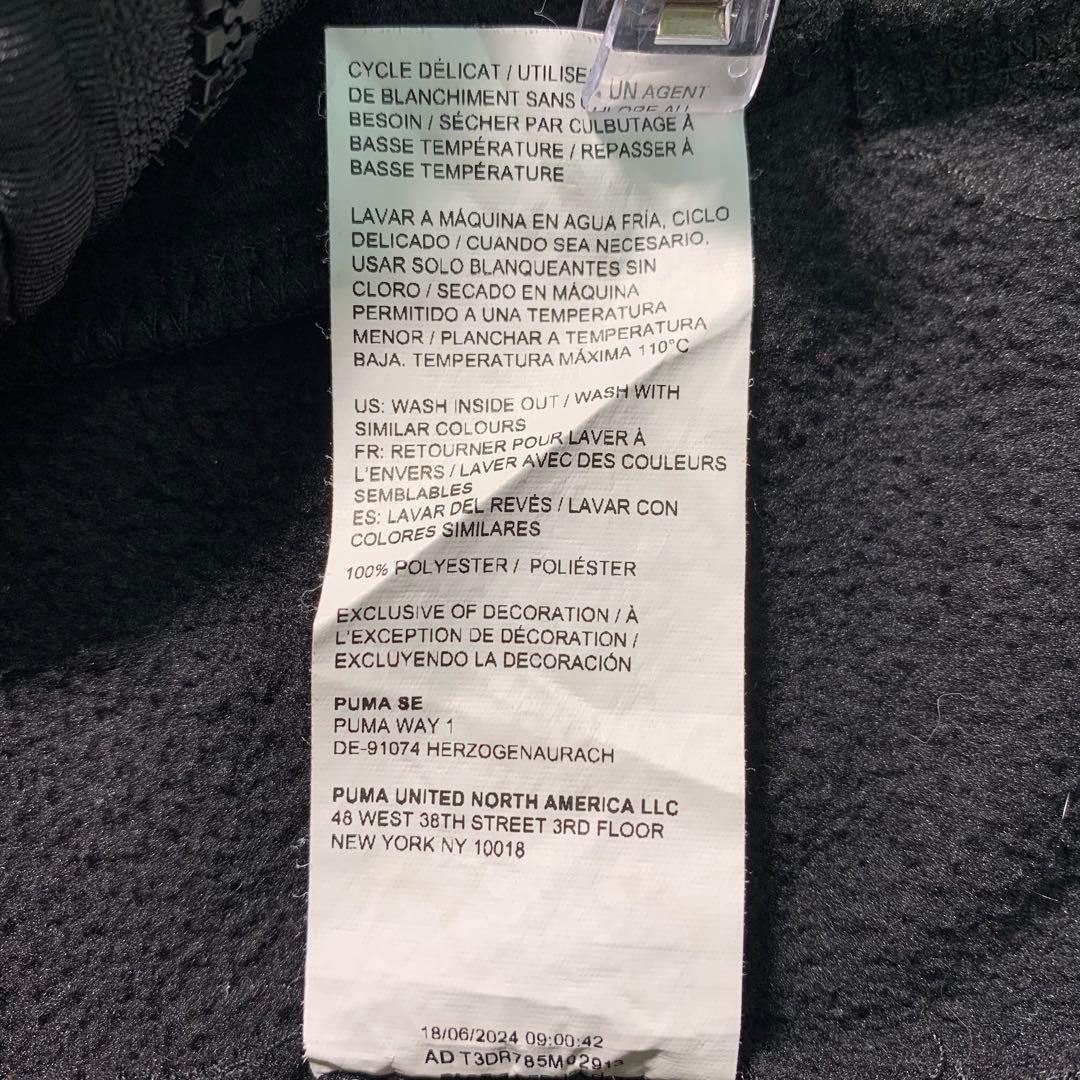 CYCLE DÉLICAT / UTILISE UN AGENT
DE BLANCHIMENT SANS
BESOIN / SÉCHER PAR CULBUTAGE À
BASSE TEMPÉRATURE / REPASSER À
BASSE TEMPÉRATURE
LAVAR A MÁQUINA EN AGUA FRÍA, CICLO
DELICADO / CUANDO SEA NECESARIO,
USAR SOLO BLANQUEANTES SIN
CLORO / SECADO EN MÁQUINA
PERMITIDO A UNA TEMPERATURA
MENOR / PLANCHAR A TEMPERATURA
BAJA. TEMPERATURA MÁXIMA 110°C
US: WASH INSIDE OUT / WASH WITH
SIMILAR COLOURS
FR: RETOURNER POUR LAVER À
L'ENVERS / LAVER AVEC DES COULEURS
SEMBLABLES
ES: LAVAR DEL REVÉS / LAVAR CON
COLORES SIMILARES
100% POLYESTER / POLIÉSTER
EXCLUSIVE OF DECORATION / À
L'EXCEPTION DE DÉCORATION /
EXCLUYENDO LA DECORACIÓN
PUMA SE
PUMA WAY 1
DE-91074 HERZOGENAURACH
PUMA UNITED NORTH AMERICA LLC
48 WEST 38TH STREET 3RD FLOOR
NEW YORK NY 10018
18/06/2024 09:00:42
AD